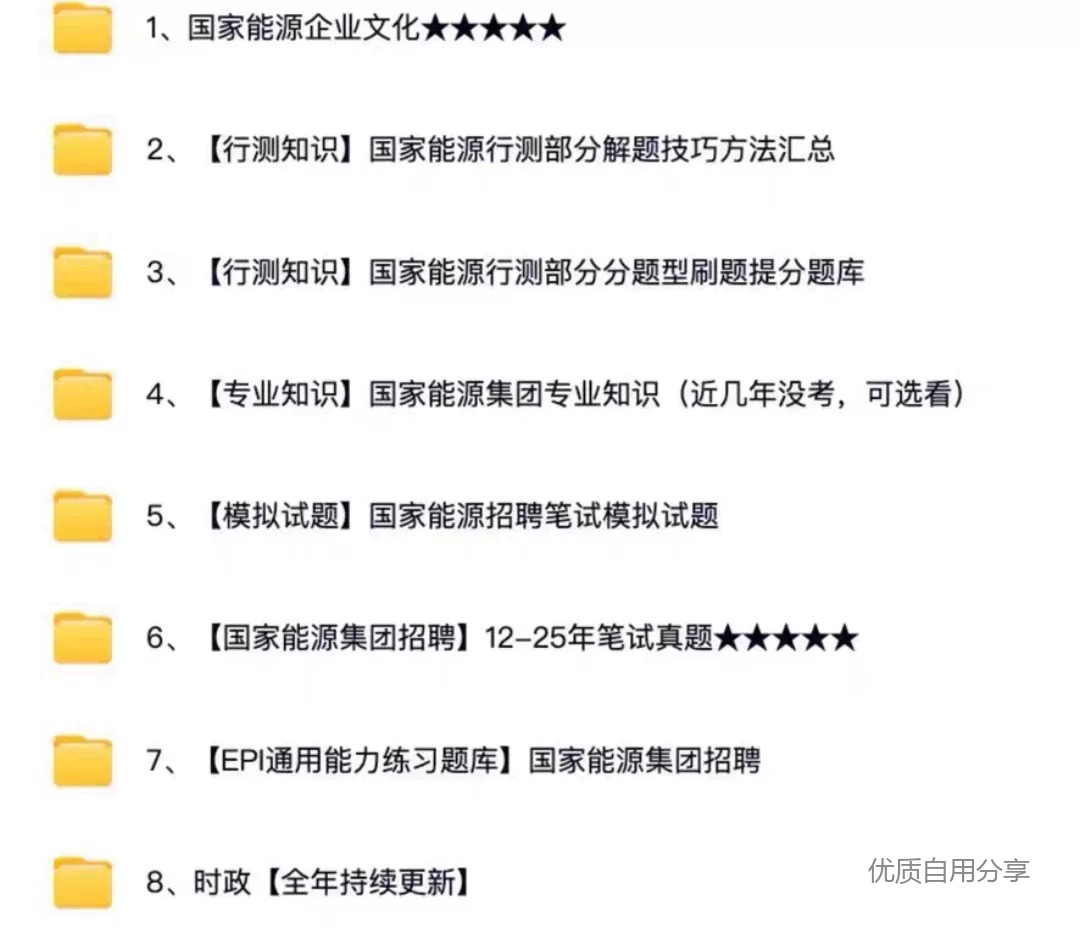 1、国家能源企业文化★★★★★
2、【行测知识】国家能源行测部分解题技巧方法汇总
3、【行测知识】国家能源行测部分分题型刷题提分题库
4、【专业知识】国家能源集团专业知识（近几年没考，可选看）
5、【模拟试题】国家能源招聘笔试模拟试题
6、【国家能源集团招聘】12-25年笔试真题★★★★★
7、【EPI通用能力练习题库】国家能源集团招聘
8、时政【全年持续更新】
优质自用分享